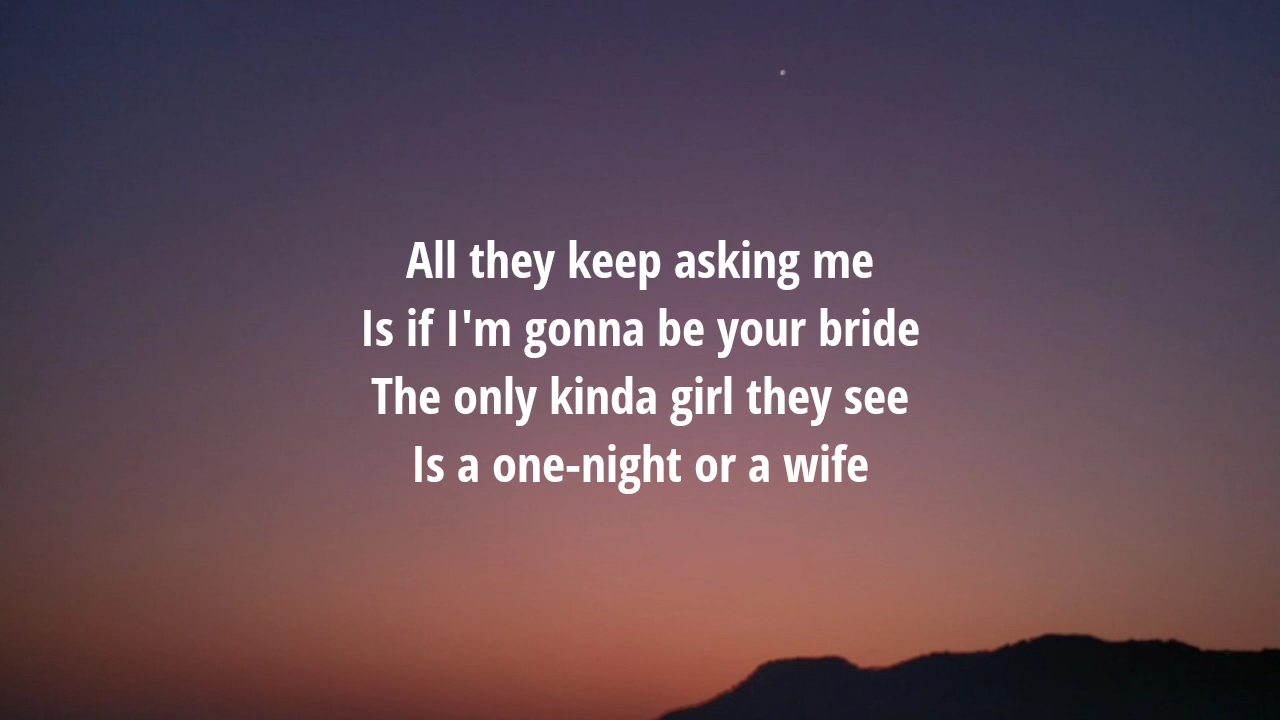 All they keep asking me
Is if I'm gonna be your bride
The only kinda girl they see
Is a one-night or a wife